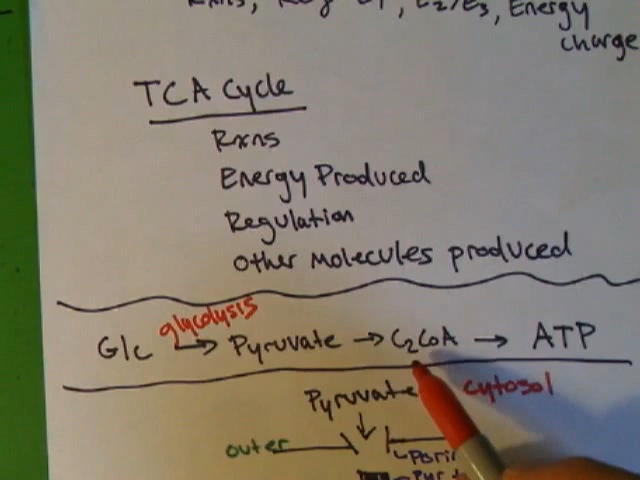 Rxns, Reg E1, E2/E3, Energy
charge
TCA Cycle
Rxns
Energy Produced
Regulation
Other Molecules produced
glycolysis
Glc → Pyruvate → C2CoA → ATP
Pyruvate cytosol
outer